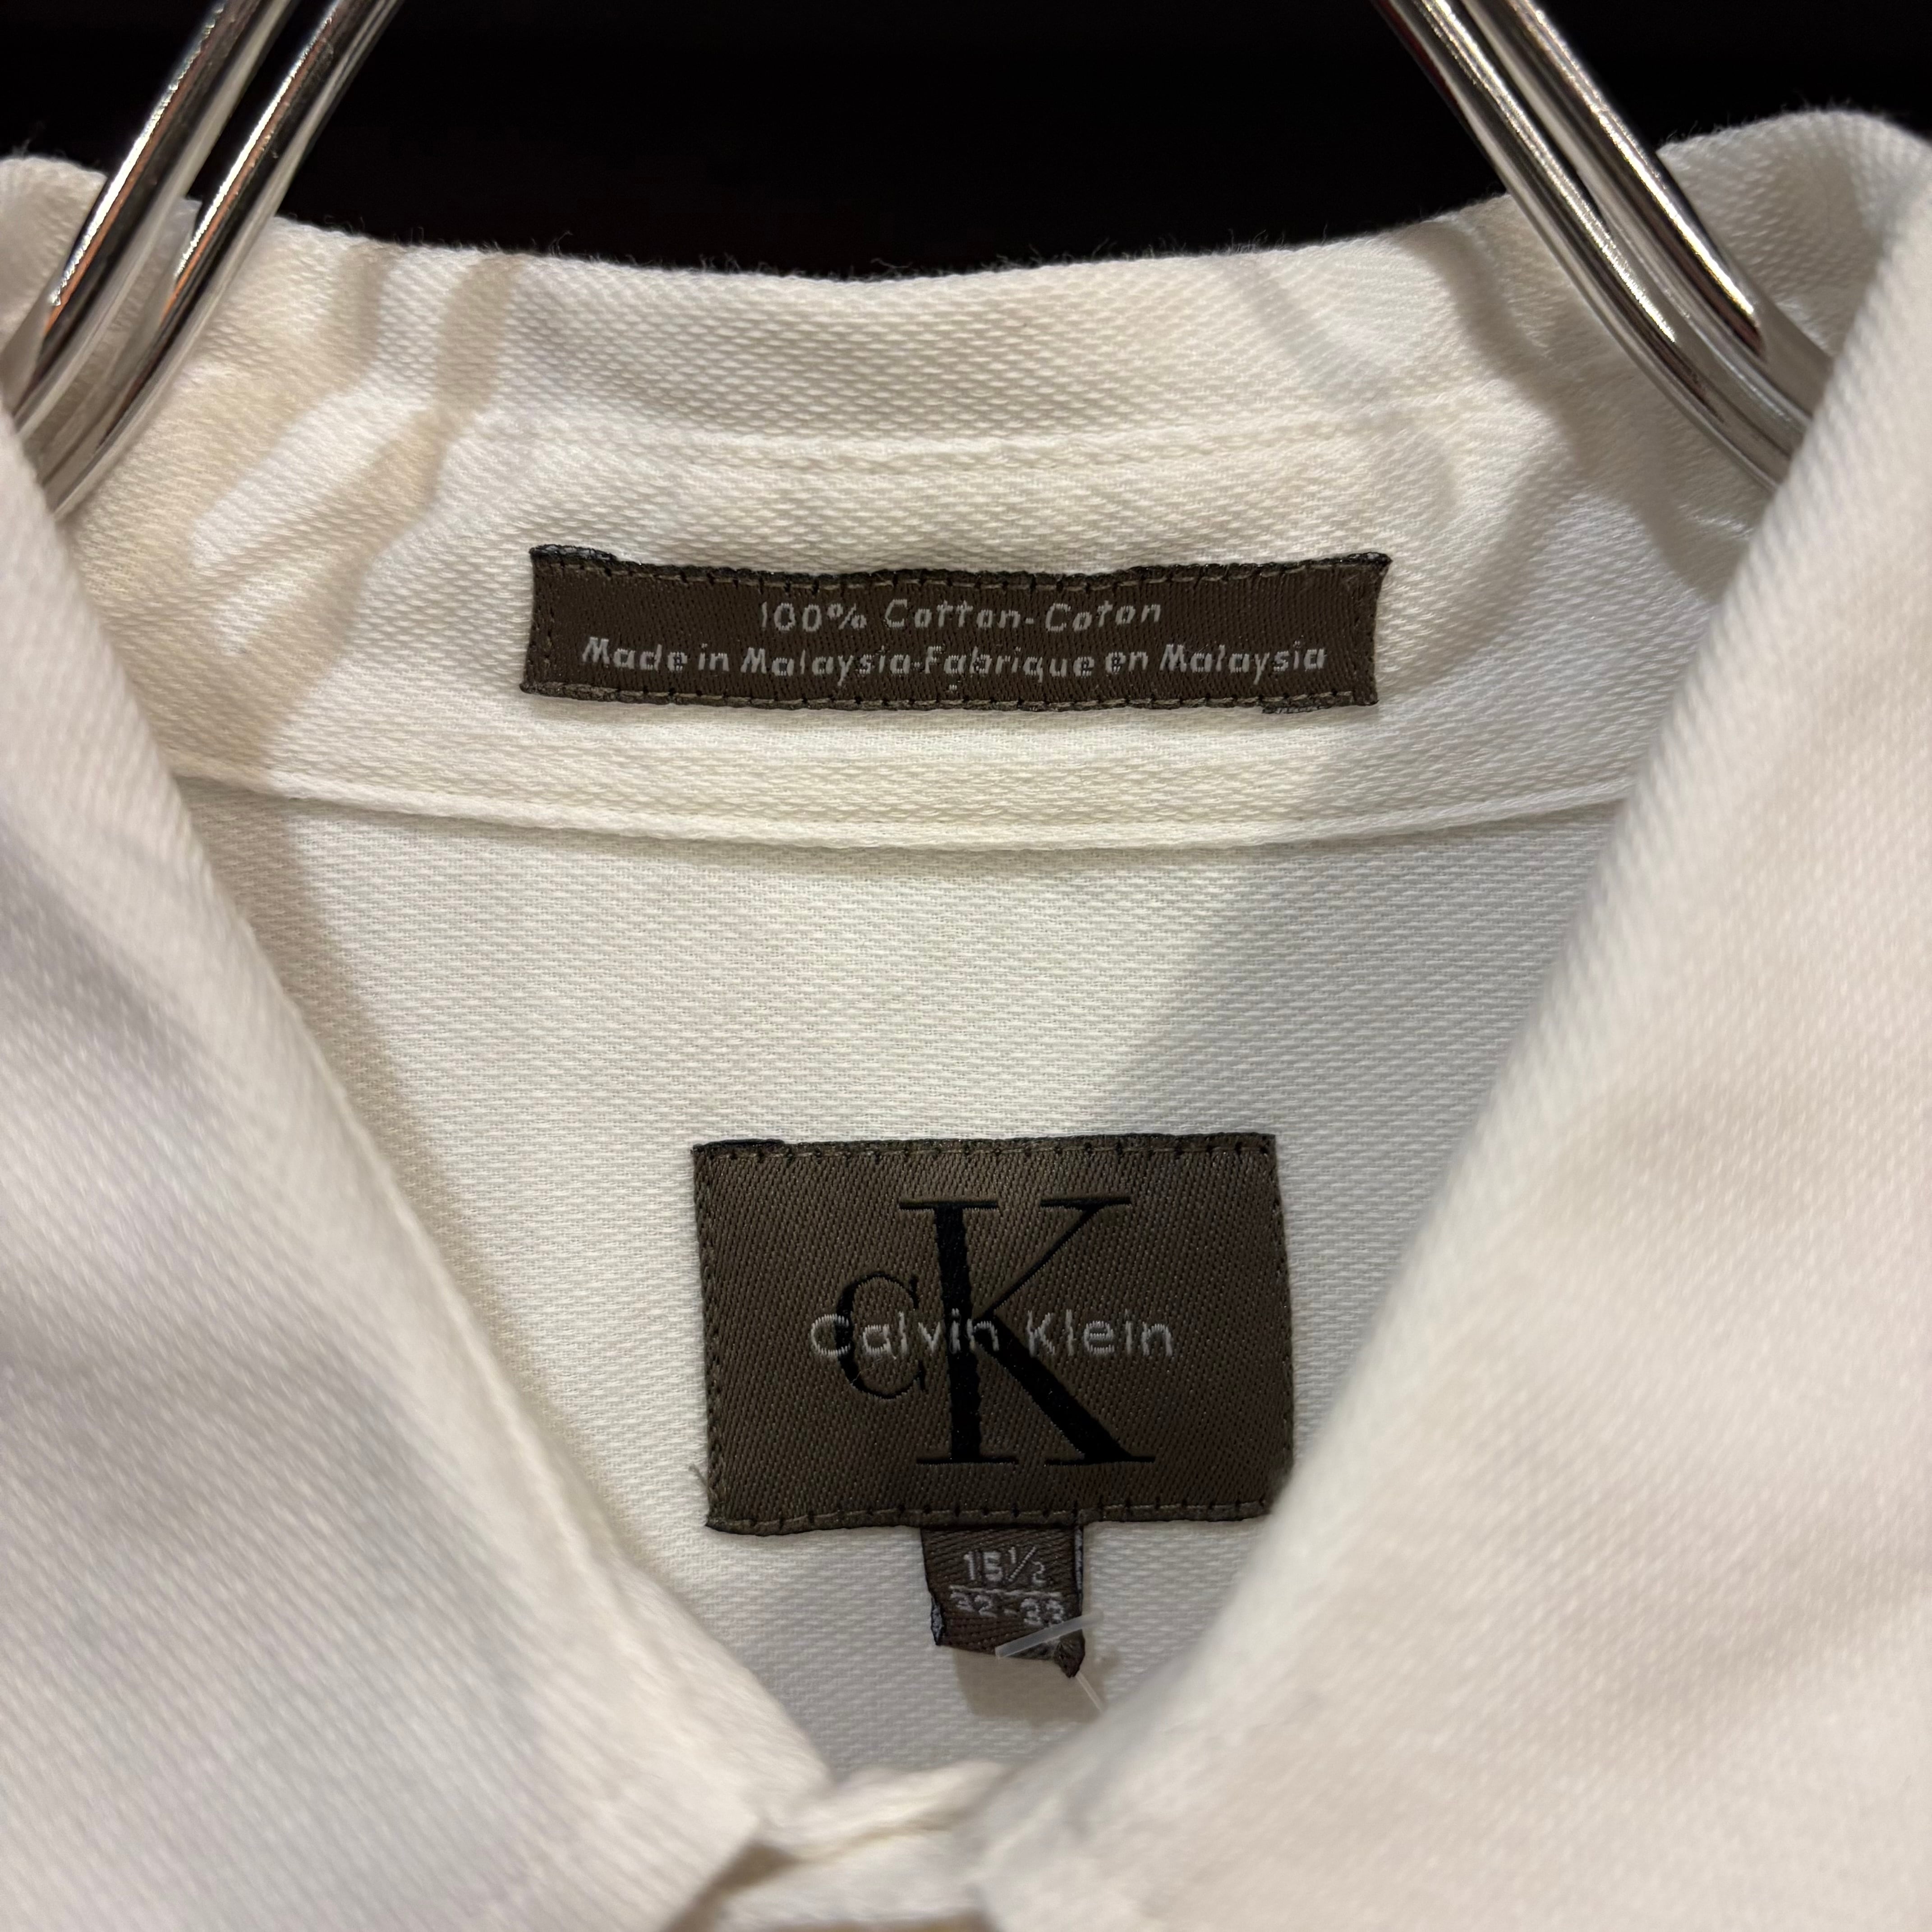 100% Cotton-Coton
Made in Malaysia-Fabrique en Malaysia
cK
Calvin Klein
15½
32-33